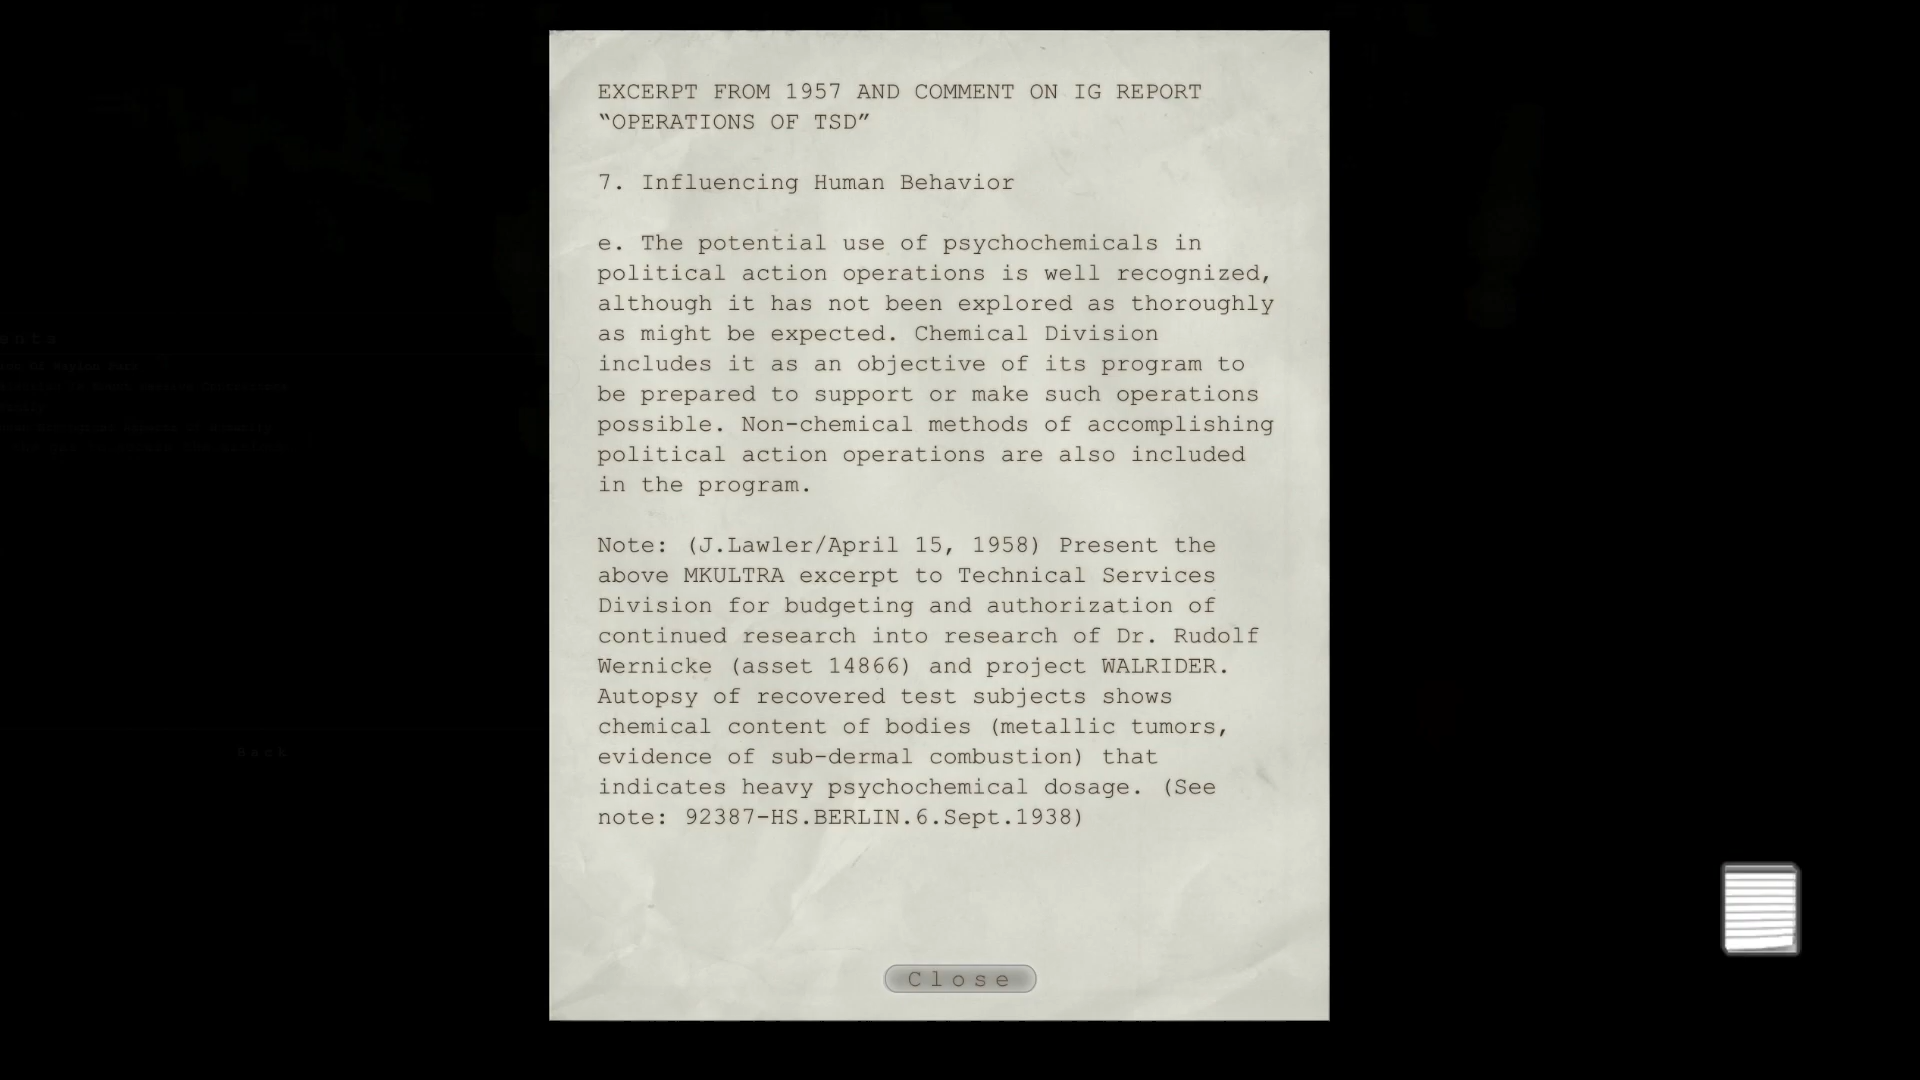 EXCERPT FROM 1957 AND COMMENT ON IG REPORT
“OPERATIONS OF TSD”
7. Influencing Human Behavior
e. The potential use of psychochemicals in
political action operations is well recognized,
although it has not been explored as thoroughly
as might be expected. Chemical Division
includes it as an objective of its program to
be prepared to support or make such operations
possible. Non-chemical methods of accomplishing
political action operations are also included
in the program.
Note: (J.Lawler/April 15, 1958) Present the
above MKULTRA excerpt to Technical Services
Division for budgeting and authorization of
continued research into research of Dr. Rudolf
Wernicke (asset 14866) and project WALRIDER.
Autopsy of recovered test subjects shows
chemical content of bodies (metallic tumors,
evidence of sub-dermal combustion) that
indicates heavy psychochemical dosage. (See
note: 92387-HS.BERLIN.6.Sept.1938)
Close
Back